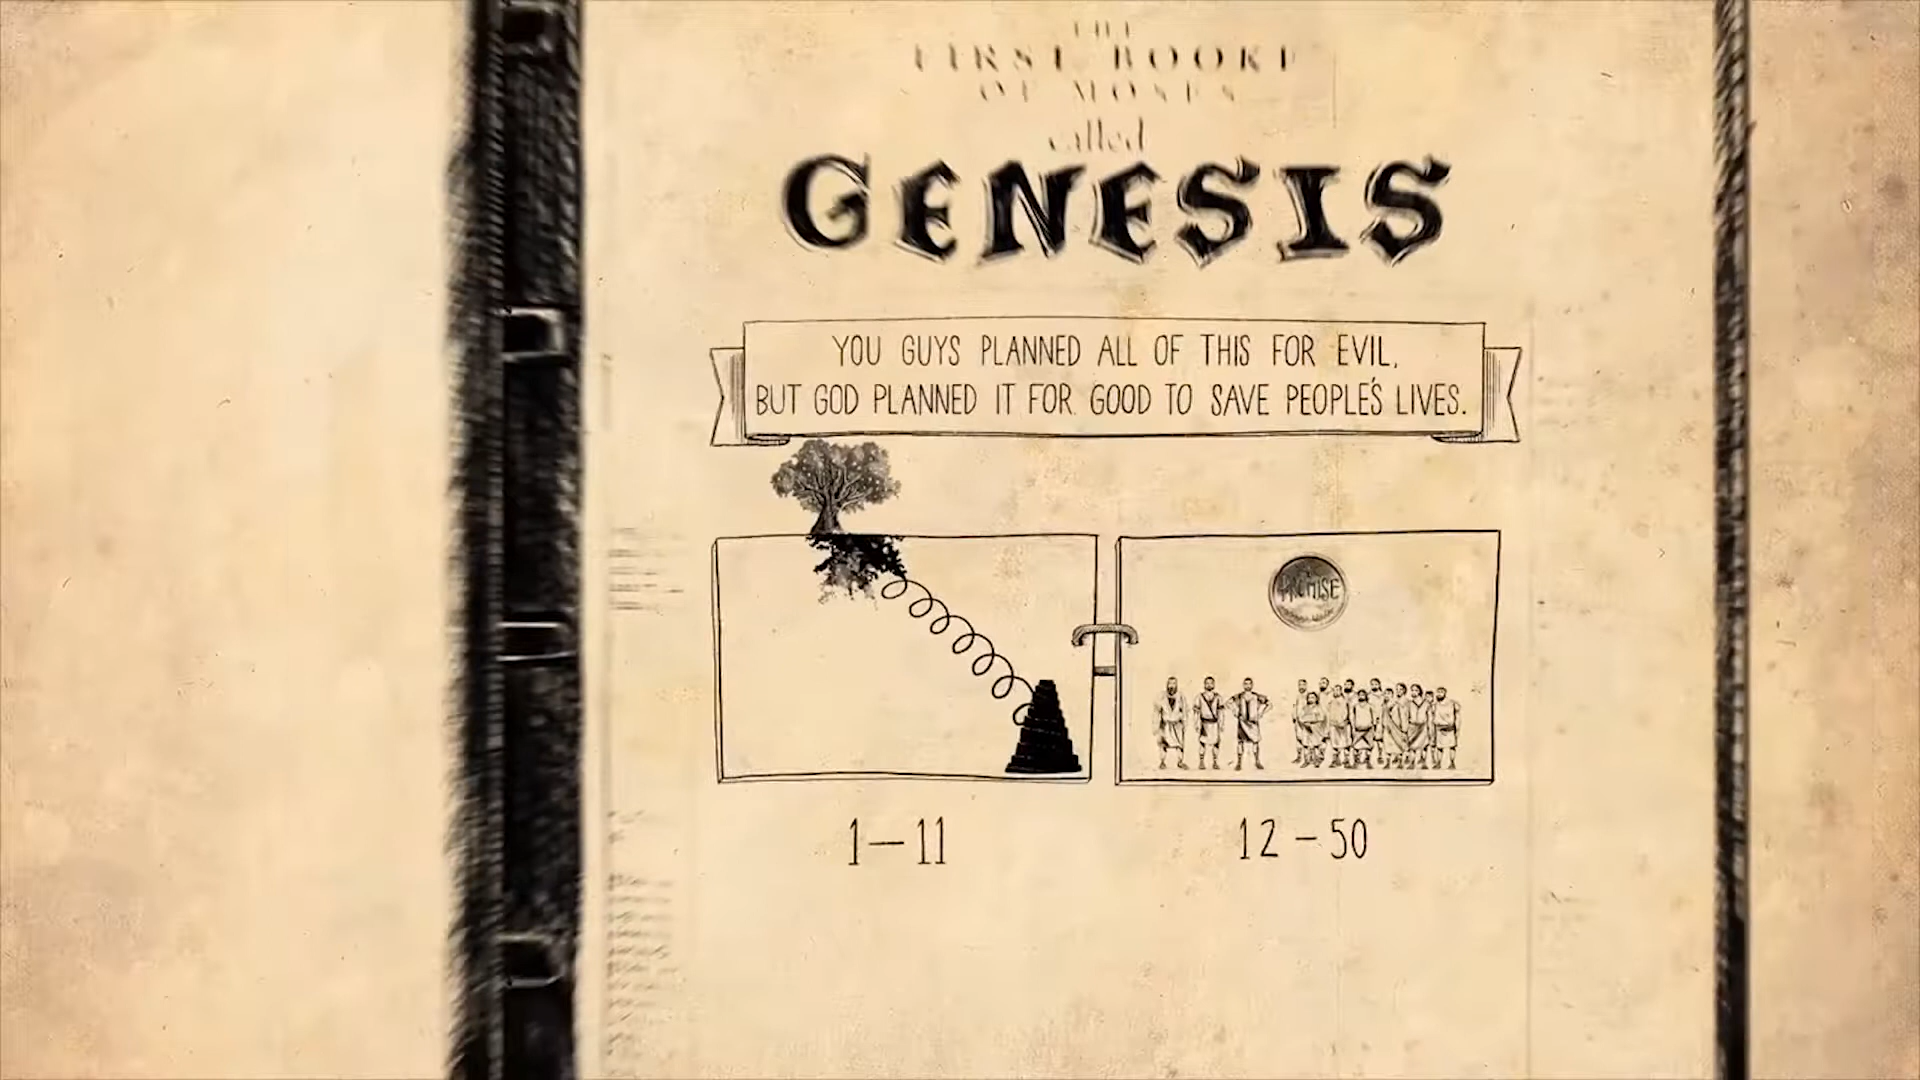 THE
FIRST BOOKE
OF MOSES
called
GENESIS
YOU GUYS PLANNED ALL OF THIS FOR EVIL,
BUT GOD PLANNED IT FOR GOOD TO SAVE PEOPLE'S LIVES.
PROMISE
1–11
12–50